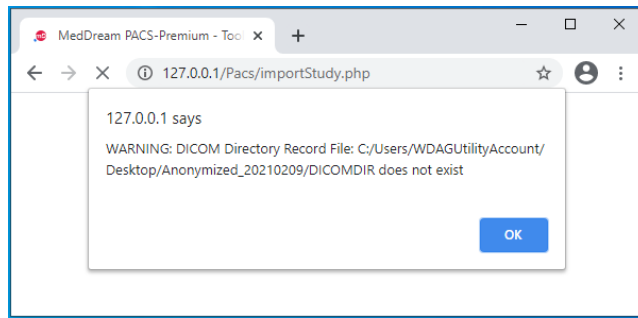 MedDream PACS-Premium - Tool
127.0.0.1/Pacs/importStudy.php
127.0.0.1 says
WARNING: DICOM Directory Record File: C:/Users/WDAGUtilityAccount/
Desktop/Anonymized_20210209/DICOMDIR does not exist
OK